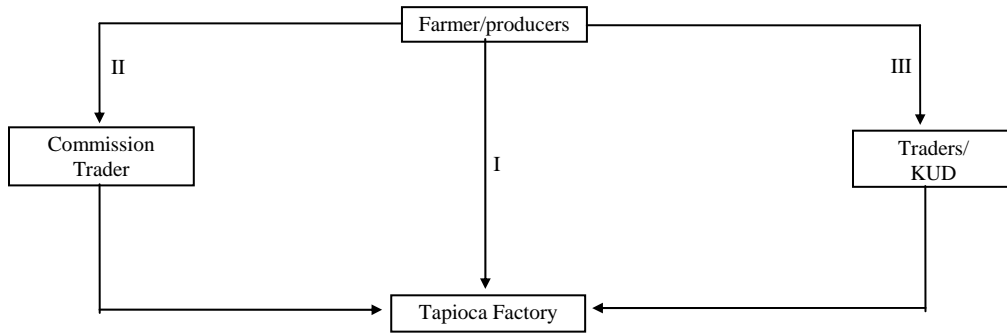 Farmer/producers
II
III
Commission
Trader
I
Traders/
KUD
Tapioca Factory